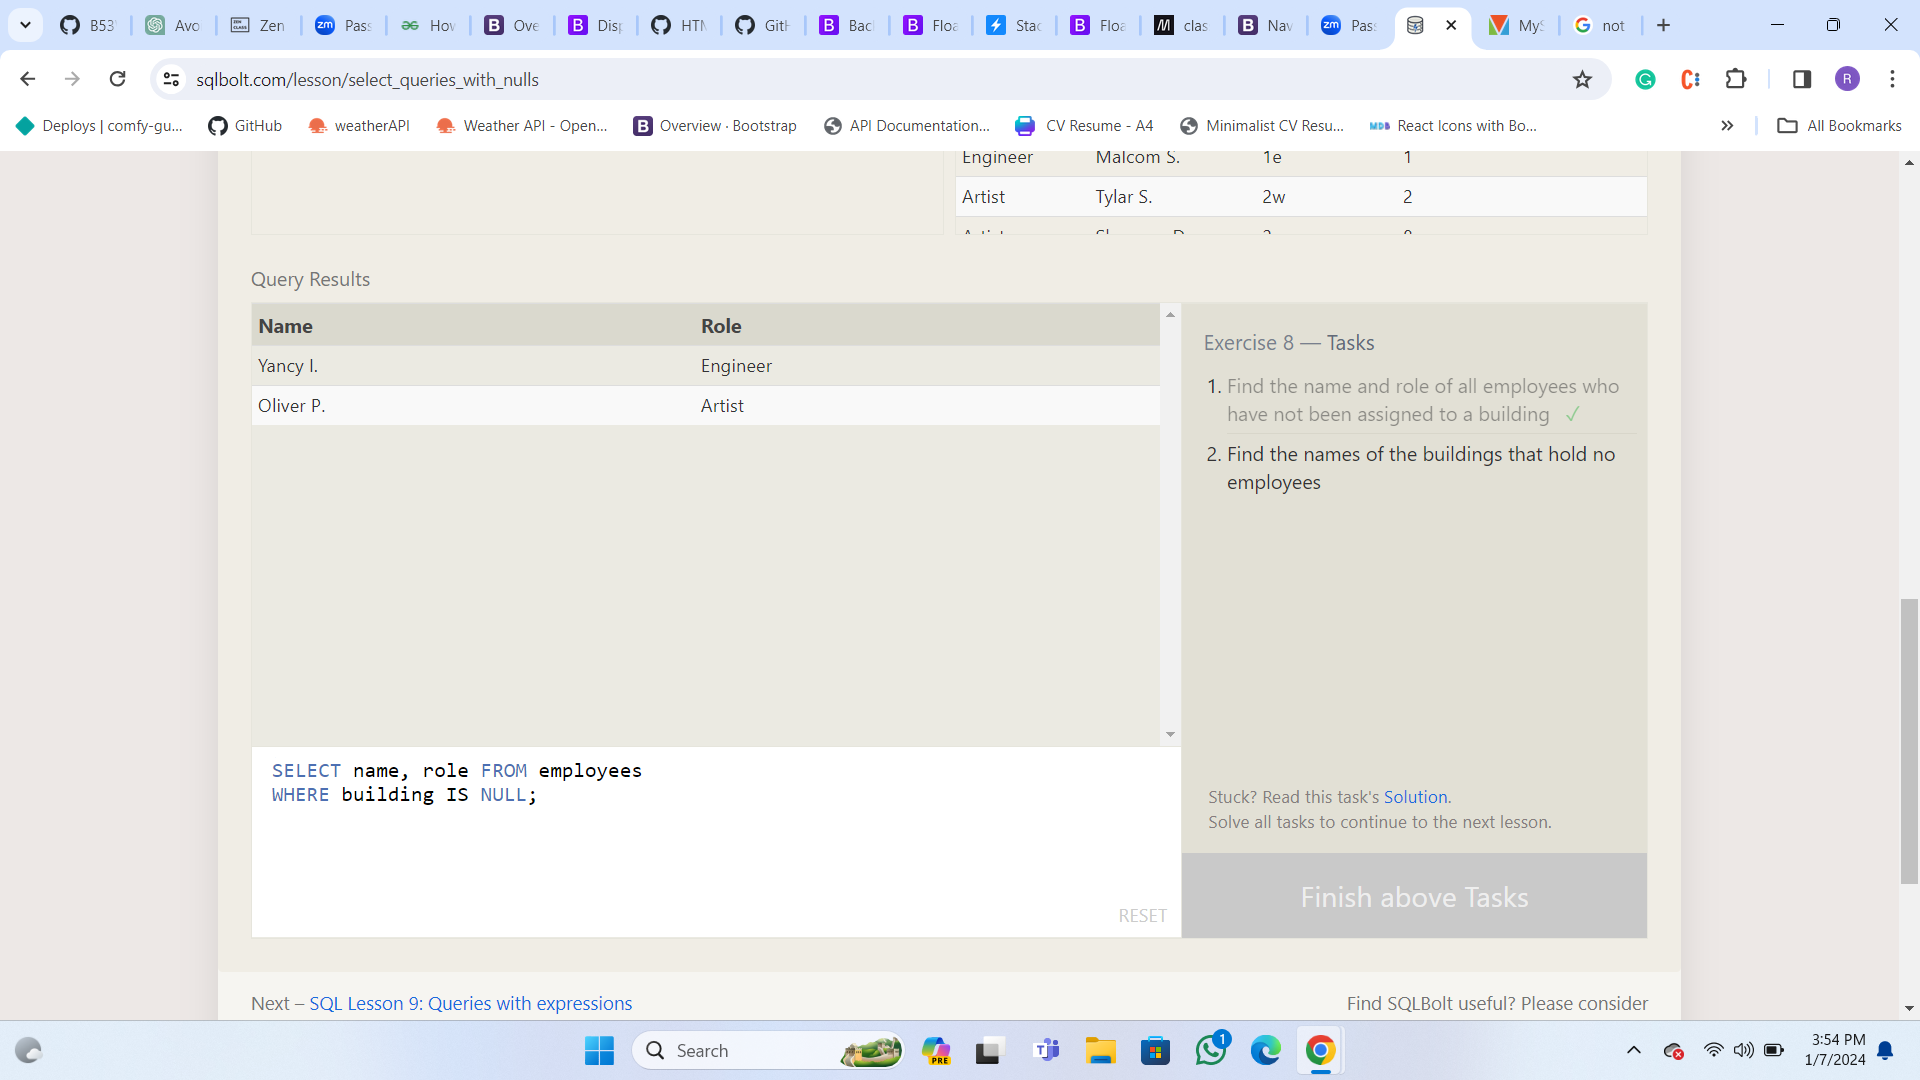 B53
Avo
Zen
Pass
Hov
Ove
Disp
HTM
GitH
Bac
Floa
Stac
Floa
clas
Nav
Pas
MyS
not
sqlbolt.com/lesson/select_queries_with_nulls
R
Deploys | comfy-gu...
GitHub
weatherAPI
Weather API - Open...
Overview · Bootstrap
API Documentation...
CV Resume - A4
Minimalist CV Resu...
React Icons with Bo...
All Bookmarks
Engineer Malcom S. 1e 1
Artist Tylar S. 2w 2
Query Results
Name Role
Yancy I. Engineer
Oliver P. Artist
Exercise 8 — Tasks
1. Find the name and role of all employees who
have not been assigned to a building ✓
2. Find the names of the buildings that hold no
employees
SELECT name, role FROM employees
WHERE building IS NULL;
RESET
Stuck? Read this task's Solution.
Solve all tasks to continue to the next lesson.
Finish above Tasks
Next – SQL Lesson 9: Queries with expressions
Find SQLBolt useful? Please consider
Search
PRE
1
3:54 PM
1/7/2024